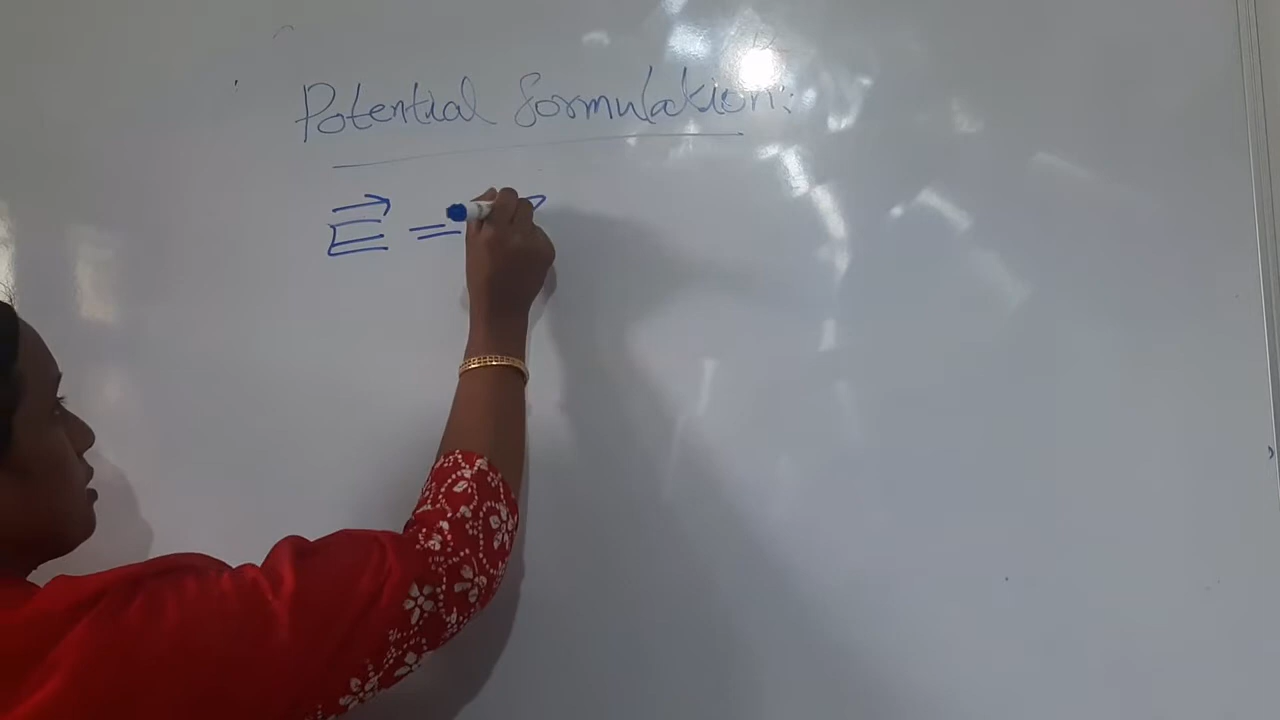 Potential formulation:
E⃗ =